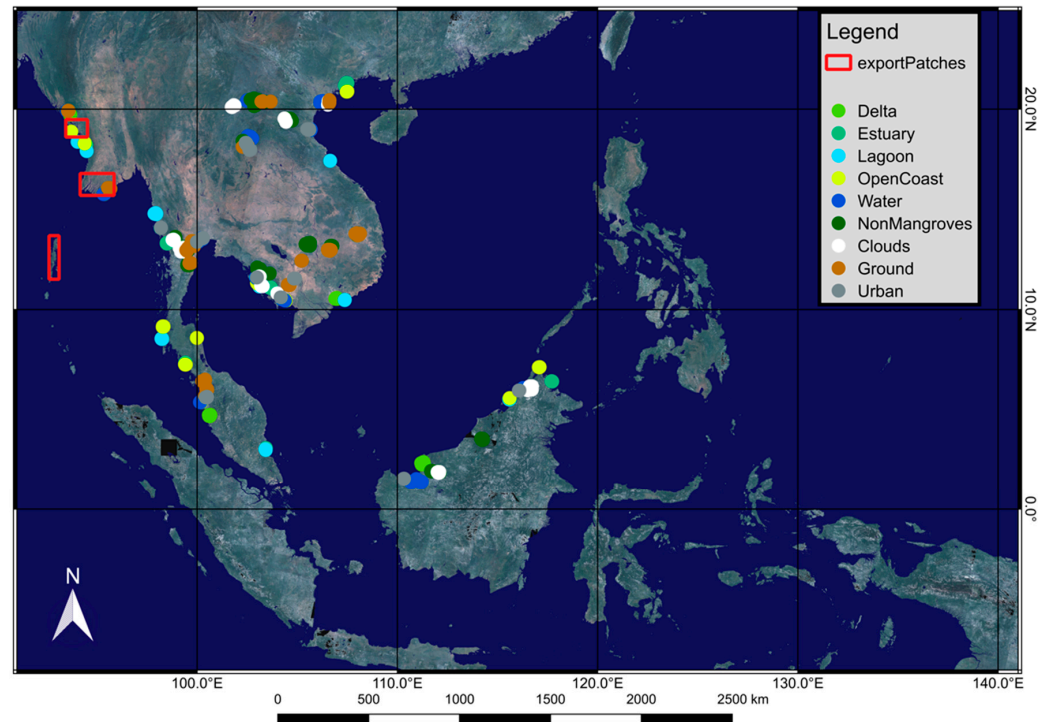 Legend
exportPatches
Delta
Estuary
Lagoon
OpenCoast
Water
NonMangroves
Clouds
Ground
Urban
20.0°N
10.0°N
0.0°
N
100.0°E 110.0°E 120.0°E 130.0°E 140.0°E
0 500 1000 1500 2000 2500 km